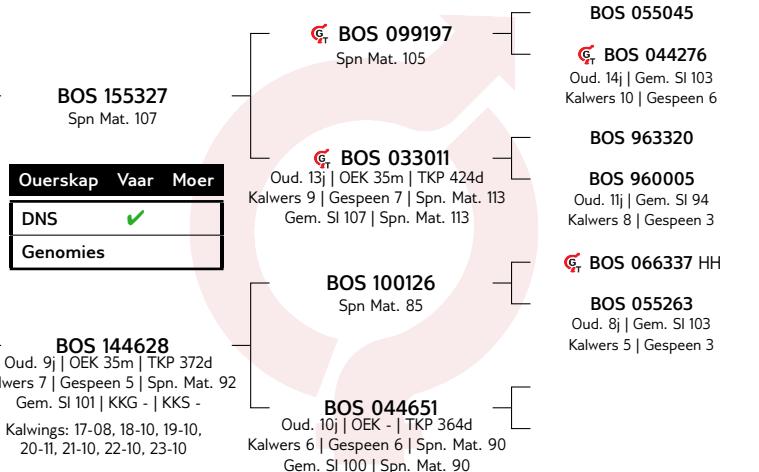 BOS 155327
Spn Mat. 107
Ouerskap Vaar Moer
DNS ✔
Genomies
BOS 144628
Oud. 9j | OEK 35m | TKP 372d
lwers 7 | Gespeen 5 | Spn. Mat. 92
Gem. SI 101 | KKG - | KKS -
Kalwings: 17-08, 18-10, 19-10,
20-11, 21-10, 22-10, 23-10
GT BOS 099197
Spn Mat. 105
GT BOS 033011
Oud. 13j | OEK 35m | TKP 424d
Kalwers 9 | Gespeen 7 | Spn. Mat. 113
Gem. SI 107 | Spn. Mat. 113
BOS 100126
Spn Mat. 85
BOS 044651
Oud. 10j | OEK - | TKP 364d
Kalwers 6 | Gespeen 6 | Spn. Mat. 90
Gem. SI 100 | Spn. Mat. 90
BOS 055045
GT BOS 044276
Oud. 14j | Gem. SI 103
Kalwers 10 | Gespeen 6
BOS 963320
BOS 960005
Oud. 11j | Gem. SI 94
Kalwers 8 | Gespeen 3
GT BOS 066337 HH
BOS 055263
Oud. 8j | Gem. SI 103
Kalwers 5 | Gespeen 3